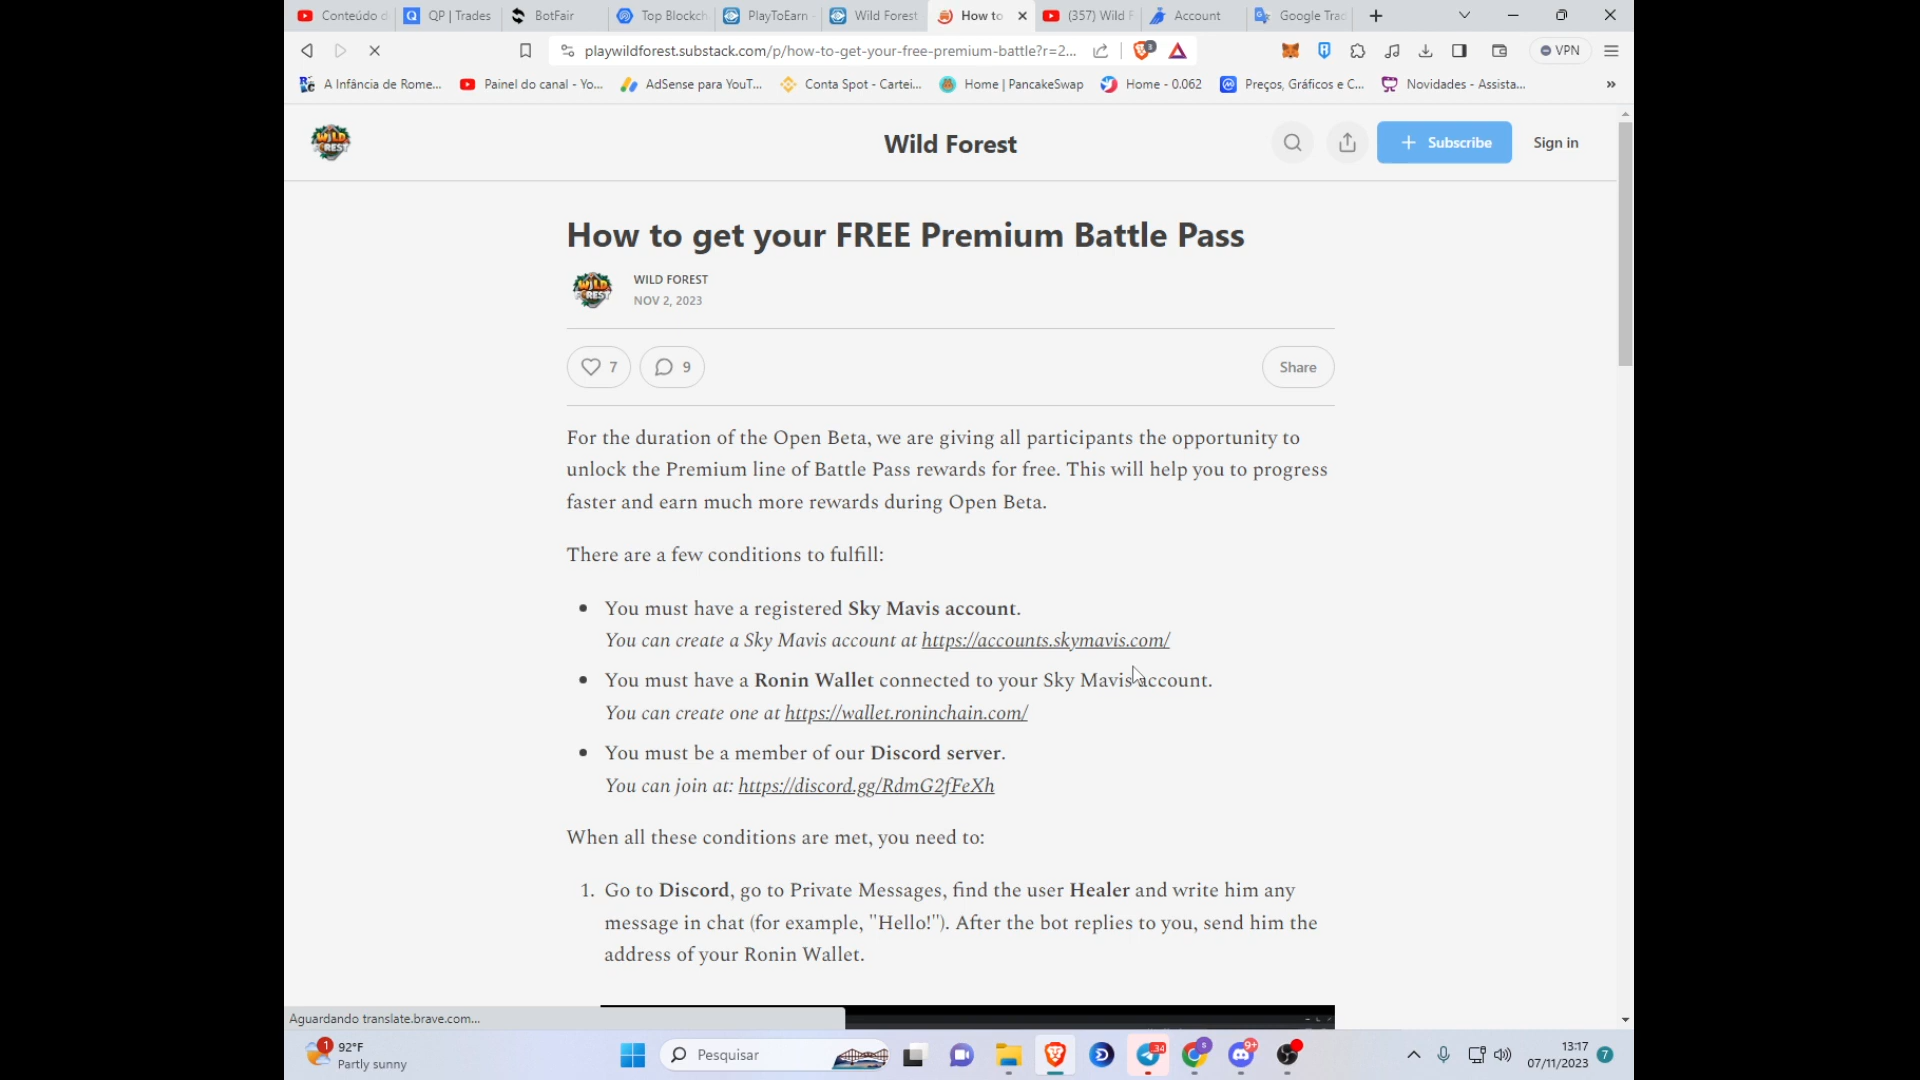 Conteúdo d
QP | Trades
BotFair
Top Blockch
PlayToEarn
Wild Forest
How to
(357) Wild F
Account
Google Trad
playwildforest.substack.com/p/how-to-get-your-free-premium-battle?r=2...
VPN
A Infância de Rome...
Painel do canal - Yo...
AdSense para YouT...
Conta Spot - Cartei...
Home | PancakeSwap
Home - 0.062
Preços, Gráficos e C...
Novidades - Assista...
WILD FOREST
Wild Forest
Subscribe
Sign in
How to get your FREE Premium Battle Pass
WILD FOREST
NOV 2, 2023
7
9
Share
For the duration of the Open Beta, we are giving all participants the opportunity to
unlock the Premium line of Battle Pass rewards for free. This will help you to progress
faster and earn much more rewards during Open Beta.
There are a few conditions to fulfill:
• You must have a registered Sky Mavis account.
You can create a Sky Mavis account at https://accounts.skymavis.com/
• You must have a Ronin Wallet connected to your Sky Mavis account.
You can create one at https://wallet.roninchain.com/
• You must be a member of our Discord server.
You can join at: https://discord.gg/RdmG2fFeXh
When all these conditions are met, you need to:
1. Go to Discord, go to Private Messages, find the user Healer and write him any
message in chat (for example, "Hello!"). After the bot replies to you, send him the
address of your Ronin Wallet.
Aguardando translate.brave.com...
1
92°F
Partly sunny
Pesquisar
34
9+
13:17
07/11/2023
7